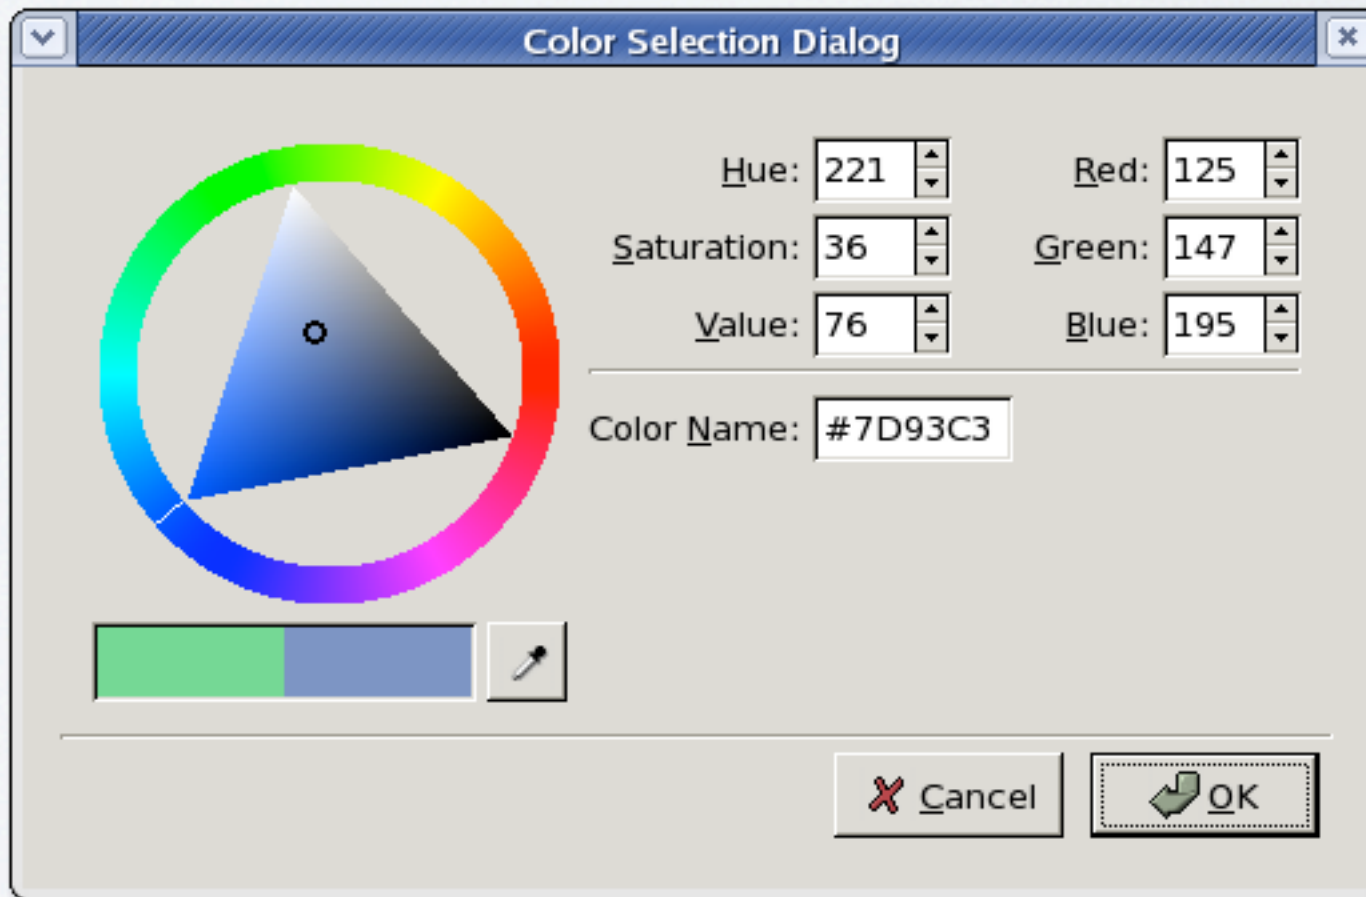 Color Selection Dialog
Hue: 221 Red: 125
Saturation: 36 Green: 147
Value: 76 Blue: 195
Color Name: #7D93C3
Cancel OK